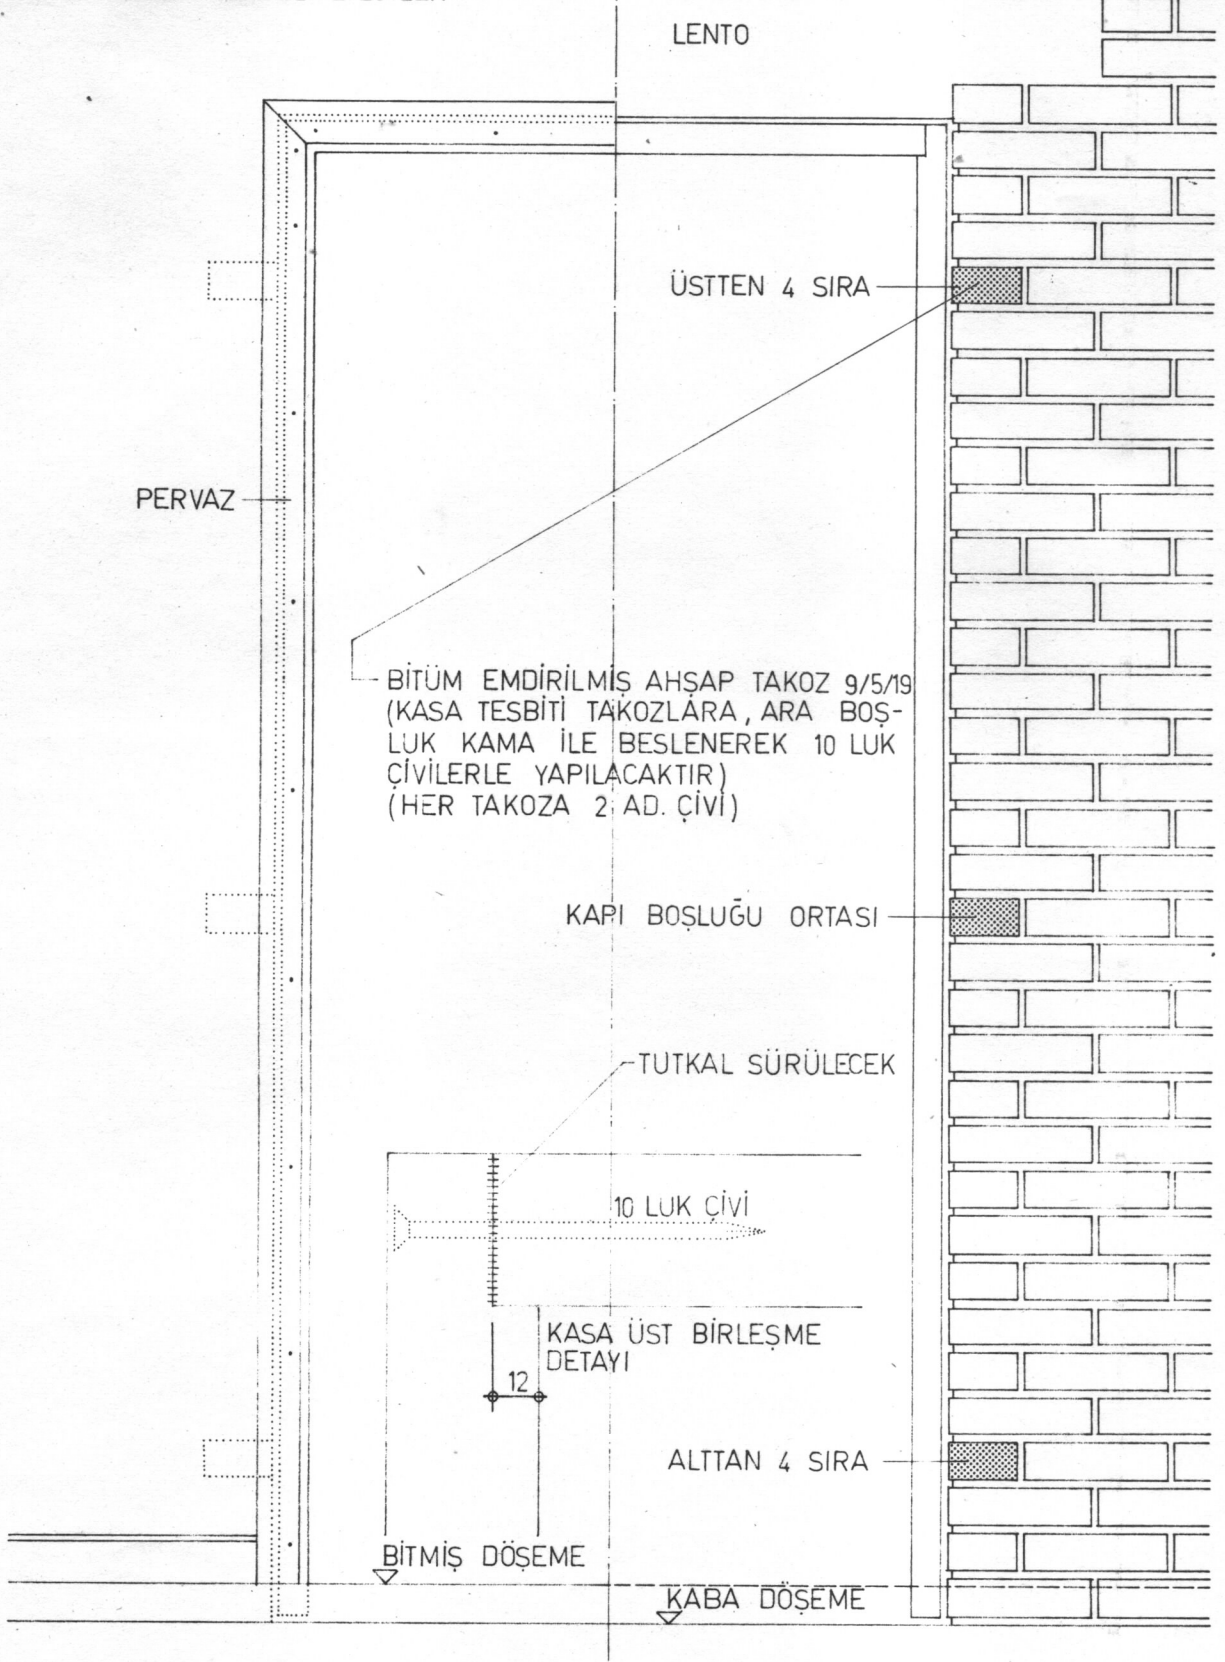 LENTO
ÜSTTEN 4 SIRA
PERVAZ
BİTÜM EMDİRİLMİŞ AHŞAP TAKOZ 9/5/19
(KASA TESBİTİ TAKOZLARA, ARA BOŞ-
LUK KAMA İLE BESLENEREK 10 LUK
ÇİVİLERLE YAPILACAKTIR)
(HER TAKOZA 2 AD. ÇİVİ)
KAPI BOŞLUĞU ORTASI
TUTKAL SÜRÜLECEK
10 LUK ÇİVİ
KASA ÜST BİRLEŞME
DETAYI
12
ALTTAN 4 SIRA
BİTMİŞ DÖŞEME
KABA DÖŞEME